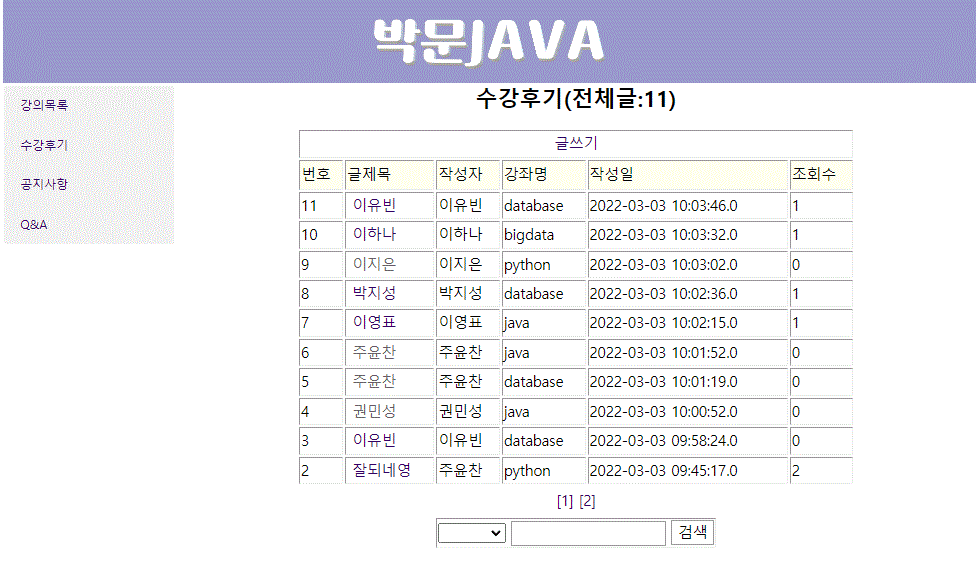 박문JAVA
강의목록
수강후기
공지사항
Q&A
수강후기(전체글:11)
글쓰기
번호 글제목 작성자 강좌명 작성일 조회수
11 이유빈 이유빈 database 2022-03-03 10:03:46.0 1
10 이하나 이하나 bigdata 2022-03-03 10:03:32.0 1
9 이지은 이지은 python 2022-03-03 10:03:02.0 0
8 박지성 박지성 database 2022-03-03 10:02:36.0 1
7 이영표 이영표 java 2022-03-03 10:02:15.0 1
6 주윤찬 주윤찬 java 2022-03-03 10:01:52.0 0
5 주윤찬 주윤찬 database 2022-03-03 10:01:19.0 0
4 권민성 권민성 java 2022-03-03 10:00:52.0 0
3 이유빈 이유빈 database 2022-03-03 09:58:24.0 0
2 잘되네영 주윤찬 python 2022-03-03 09:45:17.0 2
[1] [2]
검색